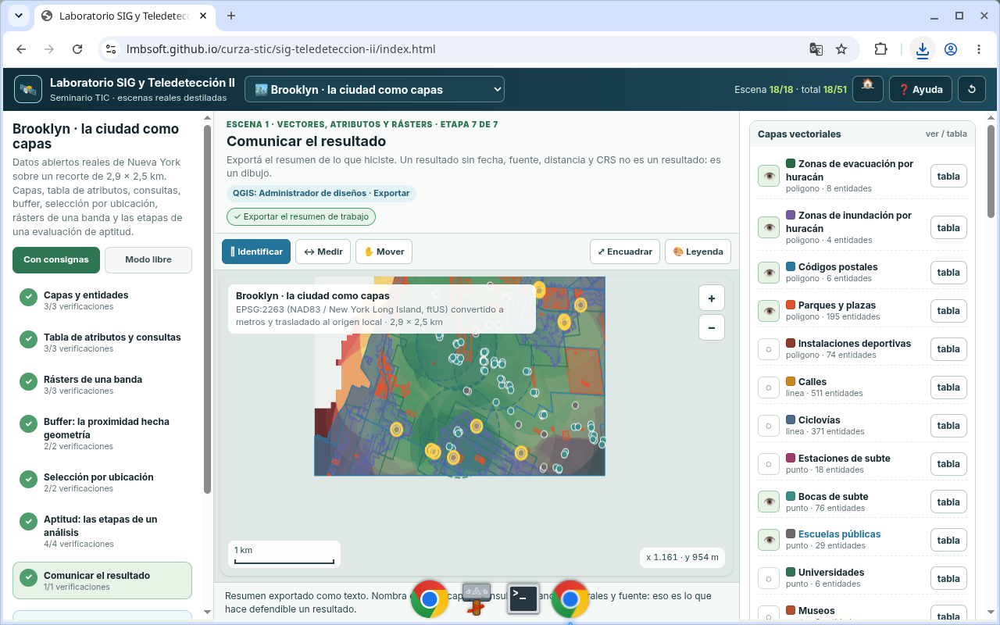 Laboratorio SIG y Teledetecc
lmbsoft.github.io/curza-stic/sig-teledeteccion-ii/index.html
Laboratorio SIG y Teledetección II
Seminario TIC · escenas reales destiladas
Brooklyn · la ciudad como capas
Escena 18/18 · total 18/51
Ayuda
Brooklyn · la ciudad como
capas
Datos abiertos reales de Nueva York
sobre un recorte de 2,9 × 2,5 km.
Capas, tabla de atributos, consultas,
buffer, selección por ubicación,
rásters de una banda y las etapas de
una evaluación de aptitud.
Con consignas
Modo libre
Capas y entidades
3/3 verificaciones
Tabla de atributos y consultas
3/3 verificaciones
Rásters de una banda
3/3 verificaciones
Buffer: la proximidad hecha
geometría
2/2 verificaciones
Selección por ubicación
2/2 verificaciones
Aptitud: las etapas de un
análisis
4/4 verificaciones
Comunicar el resultado
1/1 verificaciones
ESCENA 1 · VECTORES, ATRIBUTOS Y RÁSTERS · ETAPA 7 DE 7
Comunicar el resultado
Exportá el resumen de lo que hiciste. Un resultado sin fecha, fuente, distancia y CRS no es un resultado: es
un dibujo.
QGIS: Administrador de diseños · Exportar
✓ Exportar el resumen de trabajo
Identificar
↔ Medir
Mover
⤢ Encuadrar
Leyenda
Brooklyn · la ciudad como capas
EPSG:2263 (NAD83 / New York Long Island, ftUS) convertido a
metros y trasladado al origen local · 2,9 × 2,5 km
+
−
1 km
x 1.161 · y 954 m
Resumen exportado como texto. Nombra
rales y fuente: eso es lo que
hace defendible un resultado.
Capas vectoriales
ver / tabla
Zonas de evacuación por
huracán
poligono · 8 entidades
tabla
Zonas de inundación por
huracán
poligono · 4 entidades
tabla
Códigos postales
poligono · 6 entidades
tabla
Parques y plazas
poligono · 195 entidades
tabla
Instalaciones deportivas
poligono · 74 entidades
tabla
Calles
linea · 511 entidades
tabla
Ciclovías
linea · 371 entidades
tabla
Estaciones de subte
punto · 18 entidades
tabla
Bocas de subte
punto · 76 entidades
tabla
Escuelas públicas
punto · 29 entidades
tabla
Universidades
punto · 6 entidades
tabla
Museos
tabla